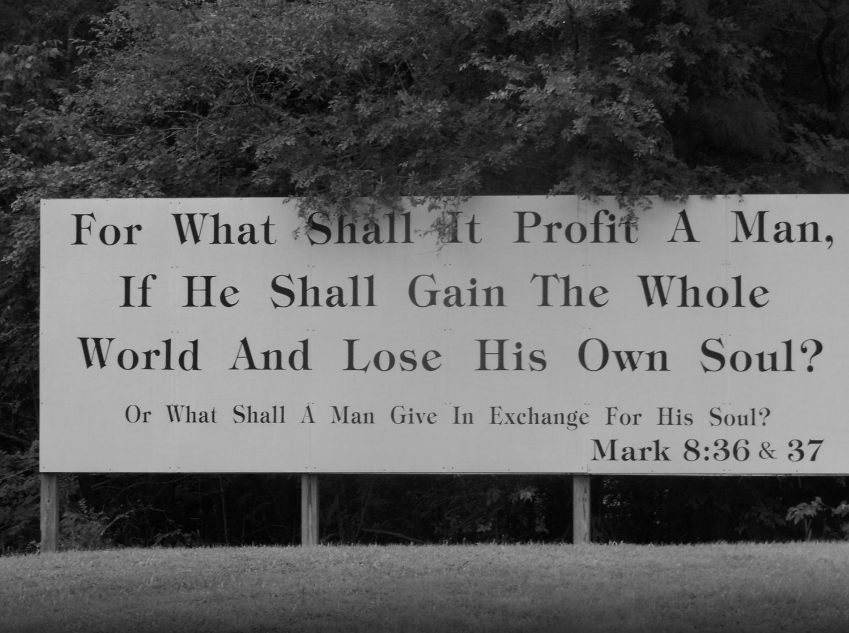 For What Shall It Profit A Man,
If He Shall Gain The Whole
World And Lose His Own Soul?
Or What Shall A Man Give In Exchange For His Soul?
Mark 8:36 & 37